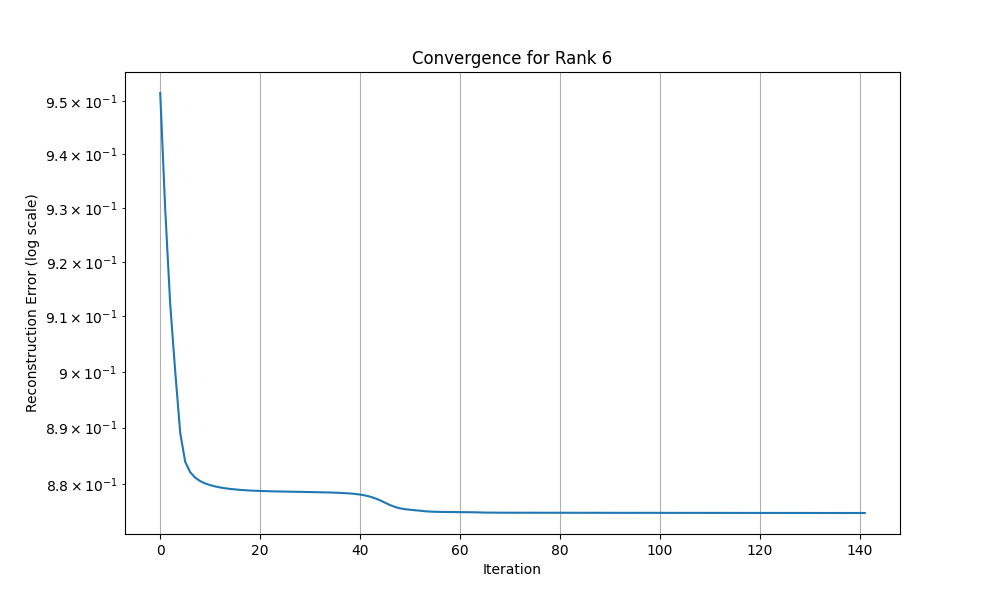 Convergence for Rank 6
Reconstruction Error (log scale)
9.5 × 10⁻¹
9.4 × 10⁻¹
9.3 × 10⁻¹
9.2 × 10⁻¹
9.1 × 10⁻¹
9 × 10⁻¹
8.9 × 10⁻¹
8.8 × 10⁻¹
0 20 40 60 80 100 120 140
Iteration